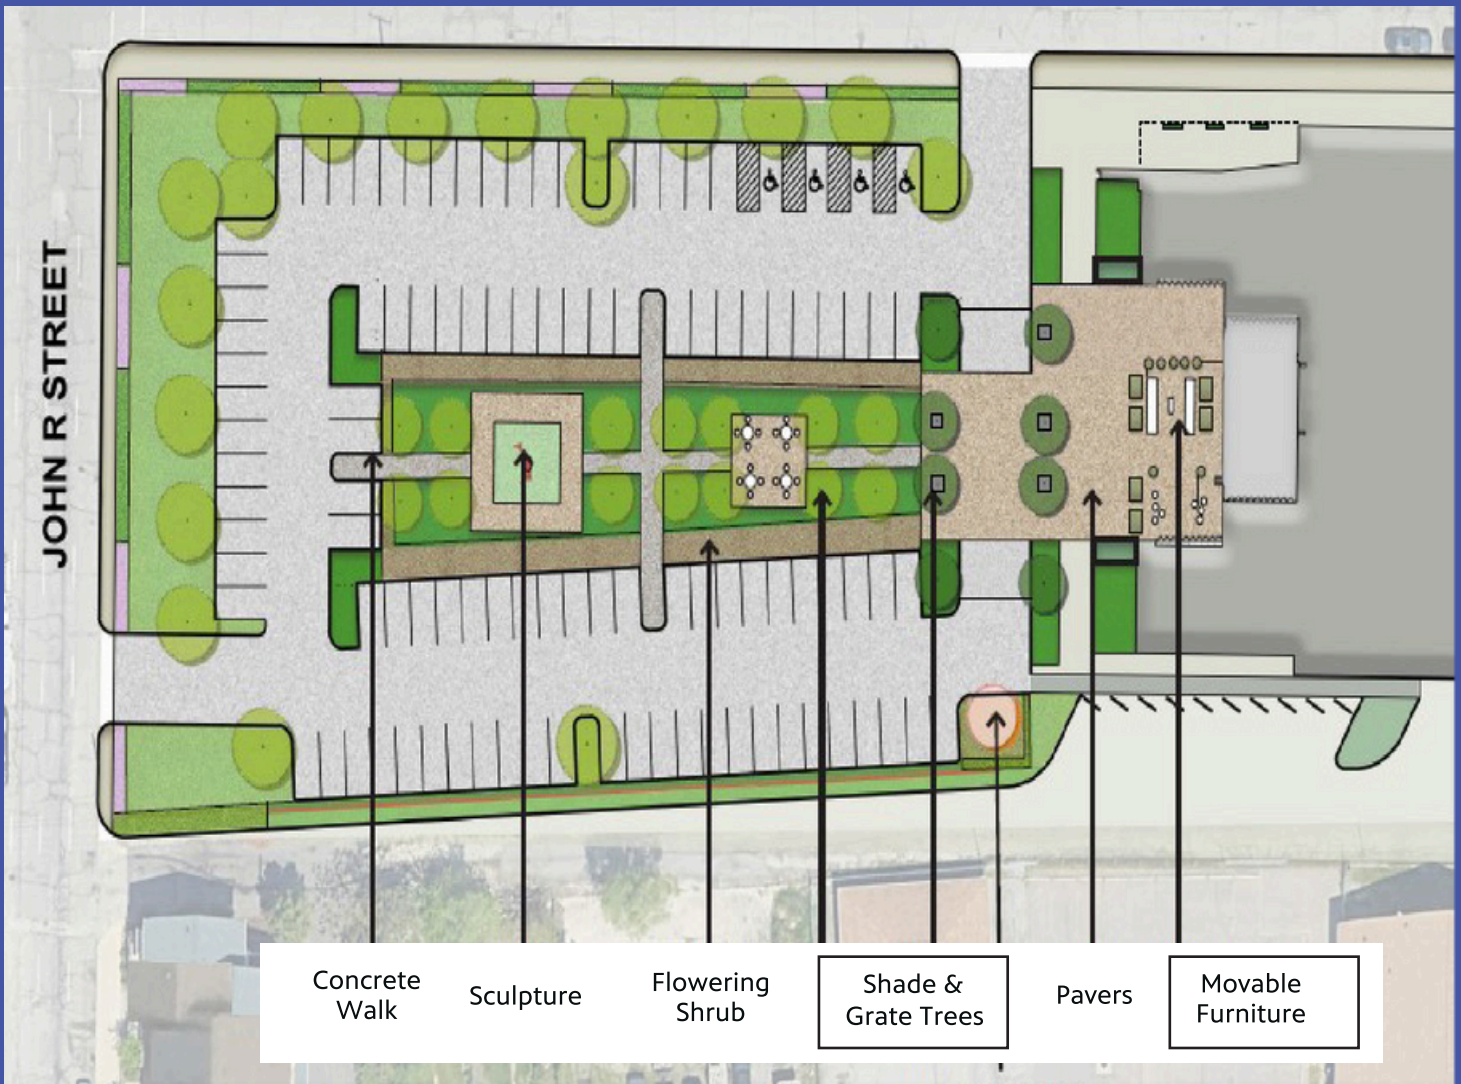 JOHN R STREET
Concrete
Walk
Sculpture
Flowering
Shrub
Shade &
Grate Trees
Pavers
Movable
Furniture